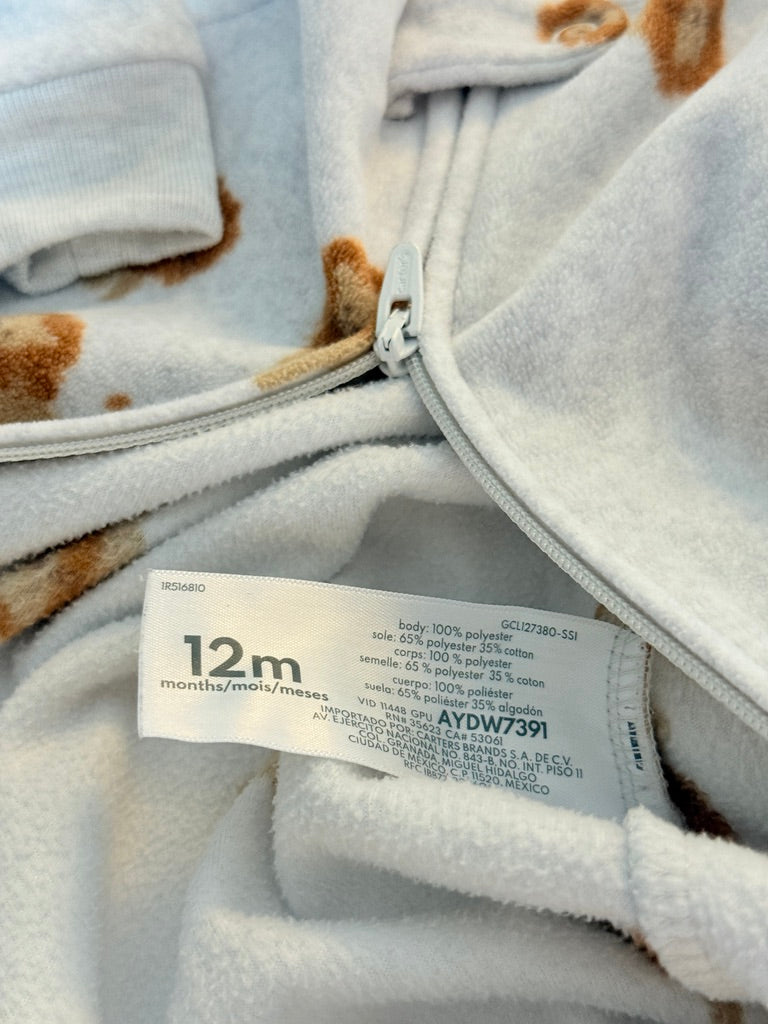 1R516810
GCLI27380-SS1
12m
months/mois/meses
body: 100% polyester
sole: 65% polyester 35% cotton
corps: 100 % polyester
semelle: 65 % polyester 35 % coton
cuerpo: 100% poliéster
suela: 65% poliéster 35% algodón
VID 11448 GPU AYDW7391
RN# 35623 CA# 53061
IMPORTADO POR: CARTERS BRANDS S.A. DE C.V.
AV. EJÉRCITO NACIONAL NO. 843-B, NO. INT. PISO 11
COL. GRANADA, MIGUEL HIDALGO
CIUDAD DE MÉXICO, C.P. 11520, MEXICO